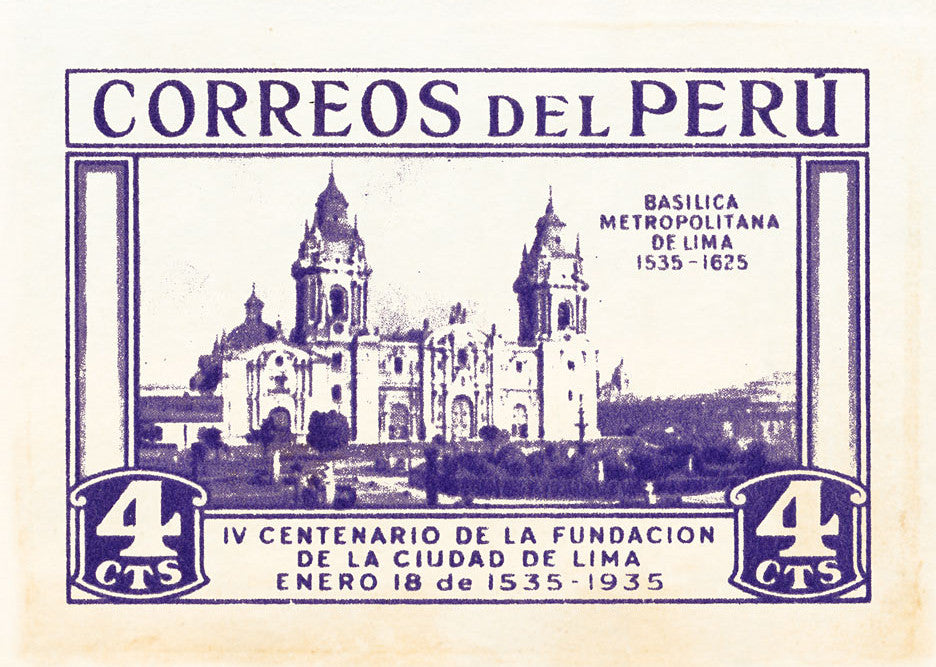 CORREOS DEL PERÚ
BASILICA
METROPOLITANA
DE LIMA
1535-1625
4
CTS
4
CTS
IV CENTENARIO DE LA FUNDACION
DE LA CIUDAD DE LIMA
ENERO 18 de 1535-1935